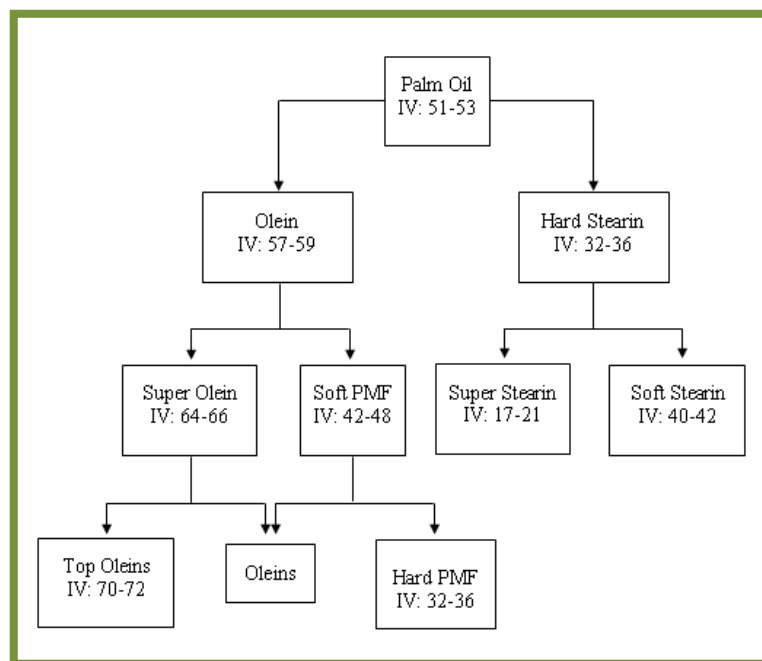 Palm Oil
IV: 51-53
Olein
IV: 57-59
Hard Stearin
IV: 32-36
Super Olein
IV: 64-66
Soft PMF
IV: 42-48
Super Stearin
IV: 17-21
Soft Stearin
IV: 40-42
Top Oleins
IV: 70-72
Oleins
Hard PMF
IV: 32-36